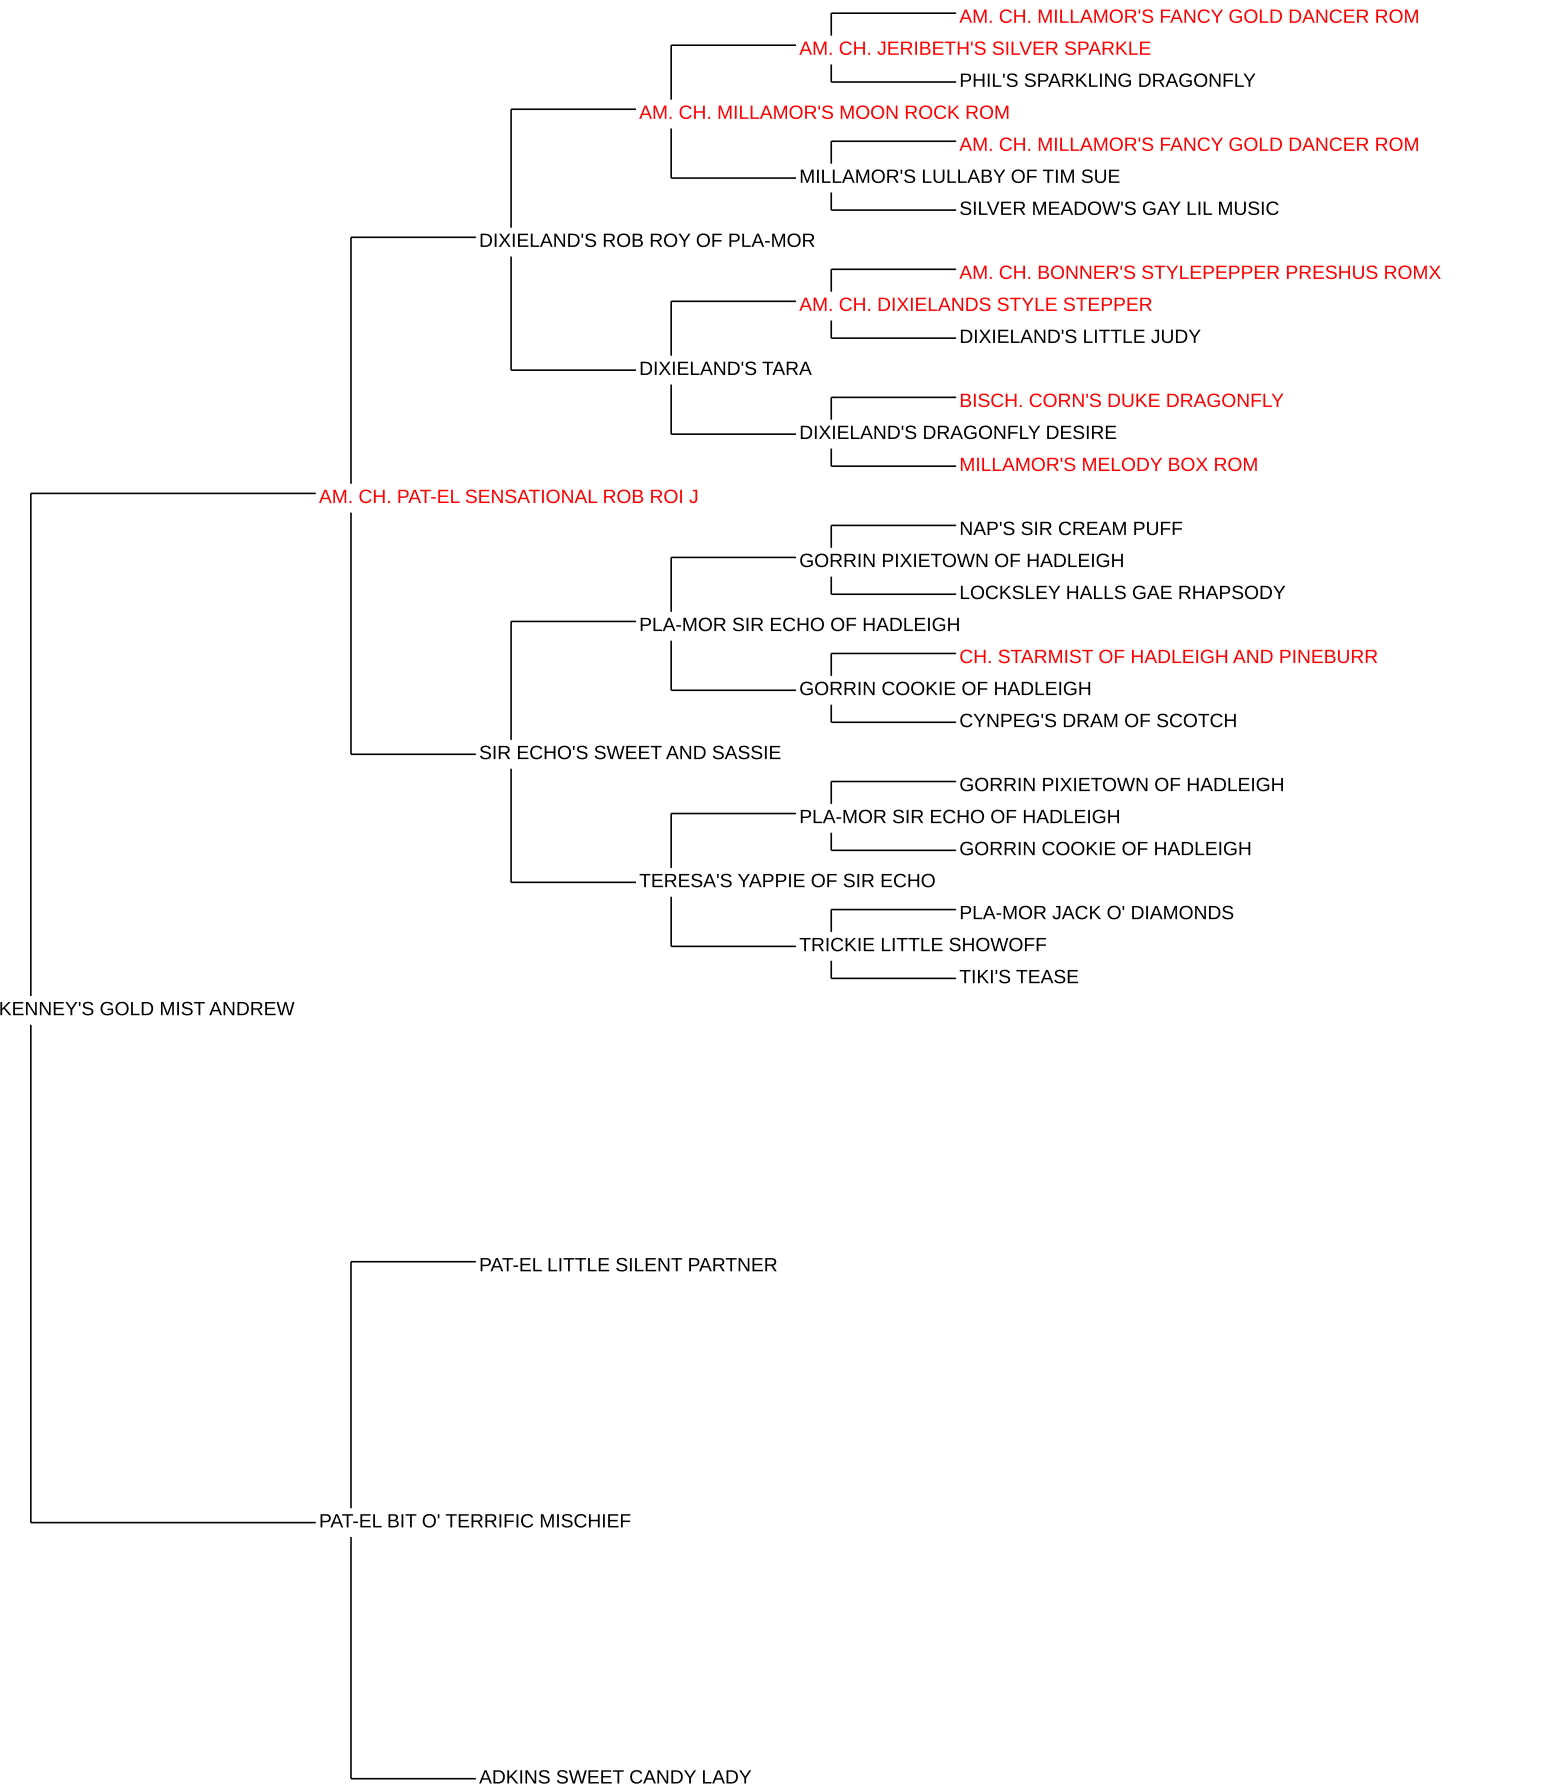 AM. CH. MILLAMOR'S FANCY GOLD DANCER ROM
AM. CH. JERIBETH'S SILVER SPARKLE
PHIL'S SPARKLING DRAGONFLY
AM. CH. MILLAMOR'S MOON ROCK ROM
AM. CH. MILLAMOR'S FANCY GOLD DANCER ROM
MILLAMOR'S LULLABY OF TIM SUE
SILVER MEADOW'S GAY LIL MUSIC
DIXIELAND'S ROB ROY OF PLA-MOR
AM. CH. BONNER'S STYLEPEPPER PRESHUS ROMX
AM. CH. DIXIELANDS STYLE STEPPER
DIXIELAND'S LITTLE JUDY
DIXIELAND'S TARA
BISCH. CORN'S DUKE DRAGONFLY
DIXIELAND'S DRAGONFLY DESIRE
MILLAMOR'S MELODY BOX ROM
AM. CH. PAT-EL SENSATIONAL ROB ROI J
NAP'S SIR CREAM PUFF
GORRIN PIXIETOWN OF HADLEIGH
LOCKSLEY HALLS GAE RHAPSODY
PLA-MOR SIR ECHO OF HADLEIGH
CH. STARMIST OF HADLEIGH AND PINEBURR
GORRIN COOKIE OF HADLEIGH
CYNPEG'S DRAM OF SCOTCH
SIR ECHO'S SWEET AND SASSIE
GORRIN PIXIETOWN OF HADLEIGH
PLA-MOR SIR ECHO OF HADLEIGH
GORRIN COOKIE OF HADLEIGH
TERESA'S YAPPIE OF SIR ECHO
PLA-MOR JACK O' DIAMONDS
TRICKIE LITTLE SHOWOFF
TIKI'S TEASE
KENNEY'S GOLD MIST ANDREW
PAT-EL LITTLE SILENT PARTNER
PAT-EL BIT O' TERRIFIC MISCHIEF
ADKINS SWEET CANDY LADY